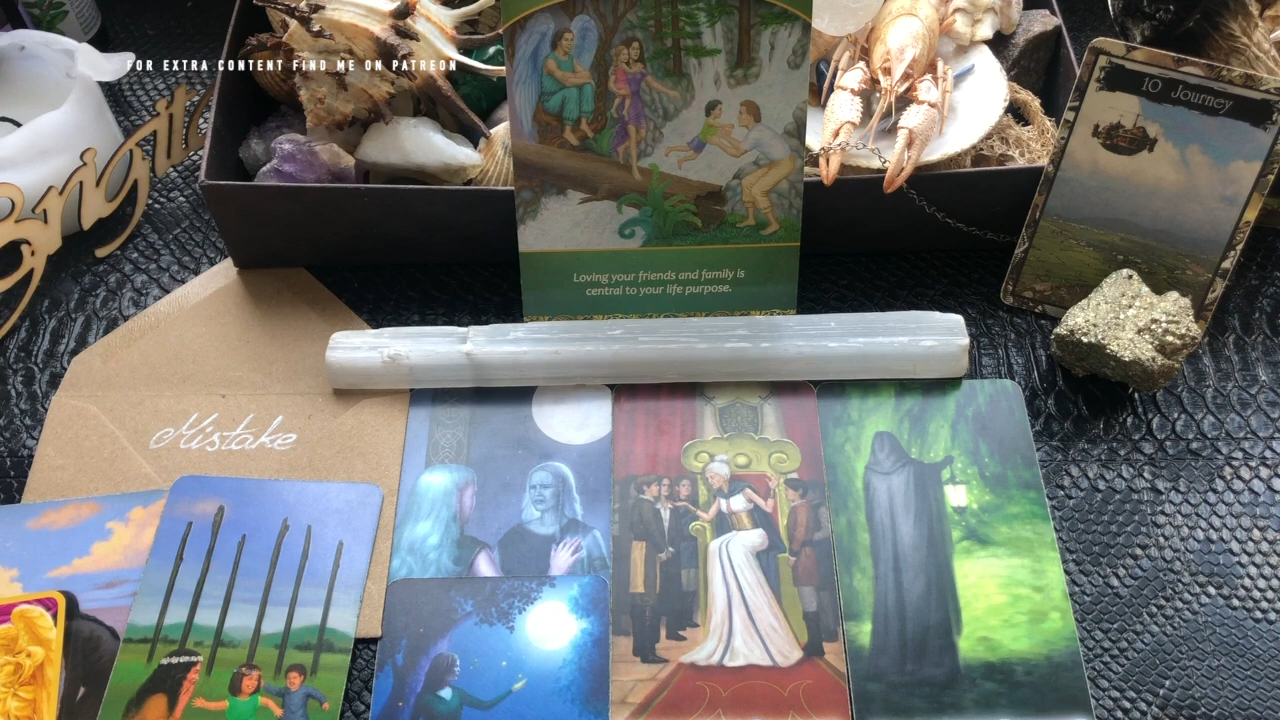 FOR EXTRA CONTENT FIND ME ON PATREON
10 Journey
Loving your friends and family is
central to your life purpose.
Mistake